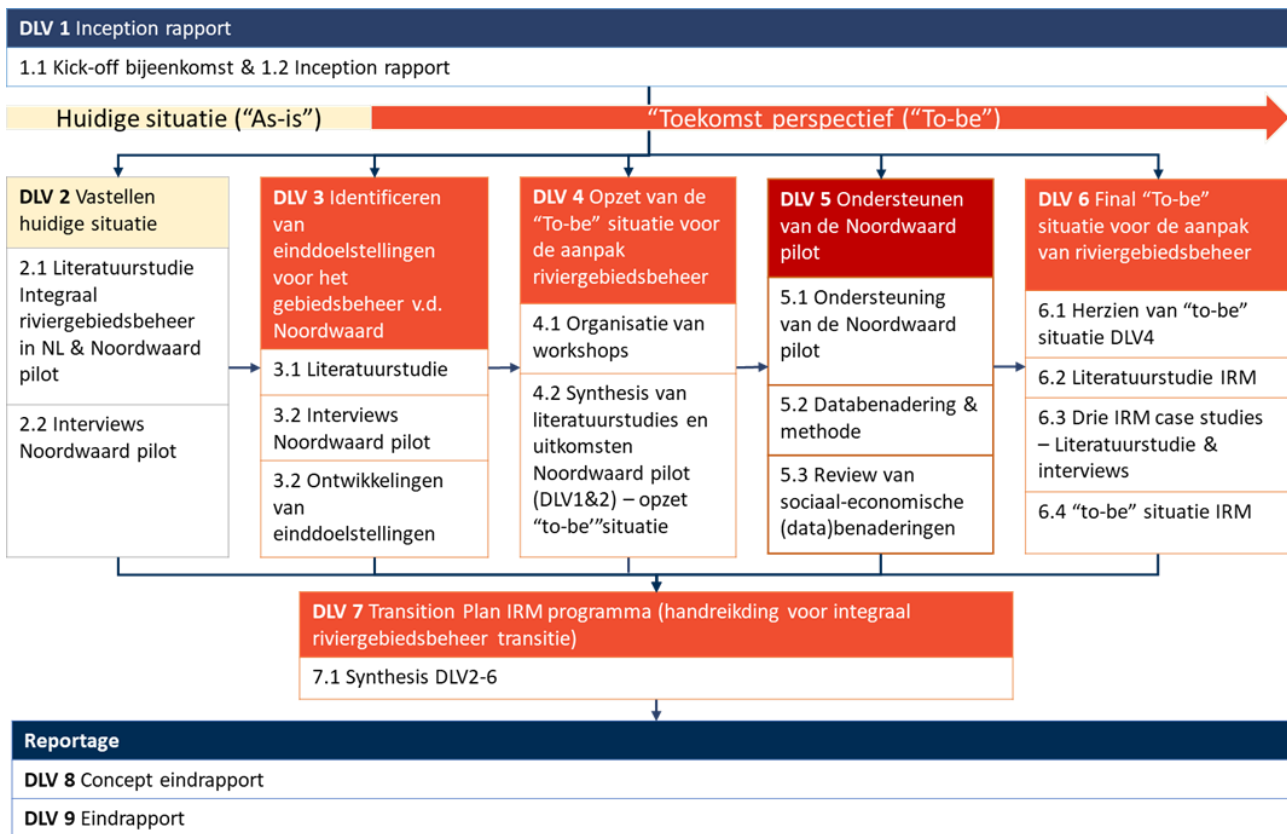 DLV 1 Inception rapport
1.1 Kick-off bijeenkomst & 1.2 Inception rapport
Huidige situatie (“As-is”)
“Toekomst perspectief (“To-be”)
DLV 2 Vastellen
huidige situatie
2.1 Literatuurstudie
Integraal
riviergebiedsbeheer
in NL & Noordwaard
pilot
2.2 Interviews
Noordwaard pilot
DLV 3 Identificeren
van
einddoelstellingen
voor het
gebiedsbeheer v.d.
Noordwaard
3.1 Literatuurstudie
3.2 Interviews
Noordwaard pilot
3.2 Ontwikkelingen
van
einddoelstellingen
DLV 4 Opzet van de
“To-be” situatie voor
de aanpak
riviergebiedsbeheer
4.1 Organisatie van
workshops
4.2 Synthesis van
literatuurstudies en
uitkomsten
Noordwaard pilot
(DLV1&2) – opzet
“to-be’”situatie
DLV 5 Ondersteunen
van de Noordwaard
pilot
5.1 Ondersteuning
van de Noordwaard
pilot
5.2 Databenadering &
methode
5.3 Review van
sociaal-economische
(data)benaderingen
DLV 6 Final “To-be”
situatie voor de aanpak
van riviergebiedsbeheer
6.1 Herzien van “to-be”
situatie DLV4
6.2 Literatuurstudie IRM
6.3 Drie IRM case studies
– Literatuurstudie &
interviews
6.4 “to-be” situatie IRM
DLV 7 Transition Plan IRM programma (handreikding voor integraal
riviergebiedsbeheer transitie)
7.1 Synthesis DLV2-6
Reportage
DLV 8 Concept eindrapport
DLV 9 Eindrapport